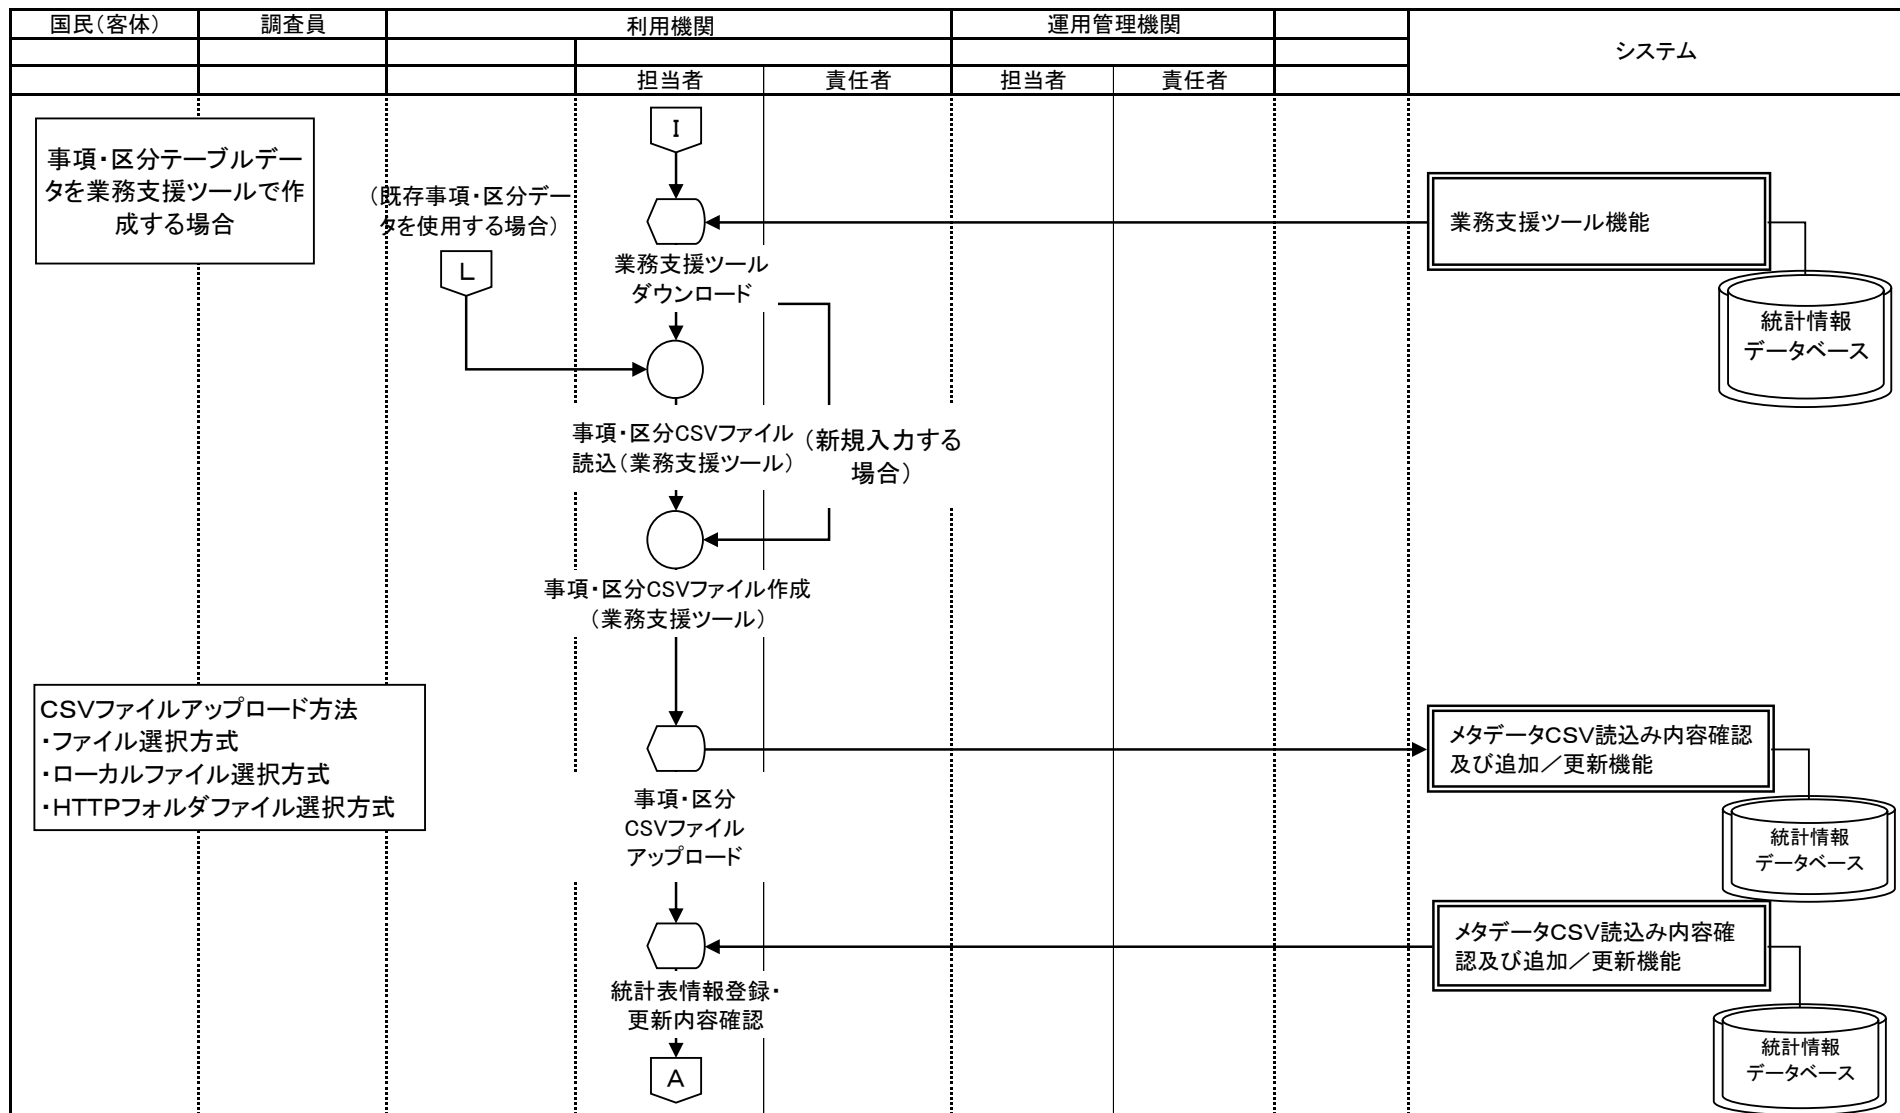 国民（客体）
調査員
利用機関
運用管理機関
システム
担当者
責任者
担当者
責任者
I
事項・区分テーブルデー
タを業務支援ツールで作
成する場合
（既存事項・区分デー
タを使用する場合）
L
業務支援ツール
ダウンロード
業務支援ツール機能
統計情報
データベース
事項・区分CSVファイル
読込（業務支援ツール）
（新規入力する
場合）
事項・区分CSVファイル作成
（業務支援ツール）
CSVファイルアップロード方法
・ファイル選択方式
・ローカルファイル選択方式
・HTTPフォルダファイル選択方式
事項・区分
CSVファイル
アップロード
メタデータCSV読込み内容確認
及び追加／更新機能
統計情報
データベース
統計表情報登録・
更新内容確認
メタデータCSV読込み内容確
認及び追加／更新機能
統計情報
データベース
A